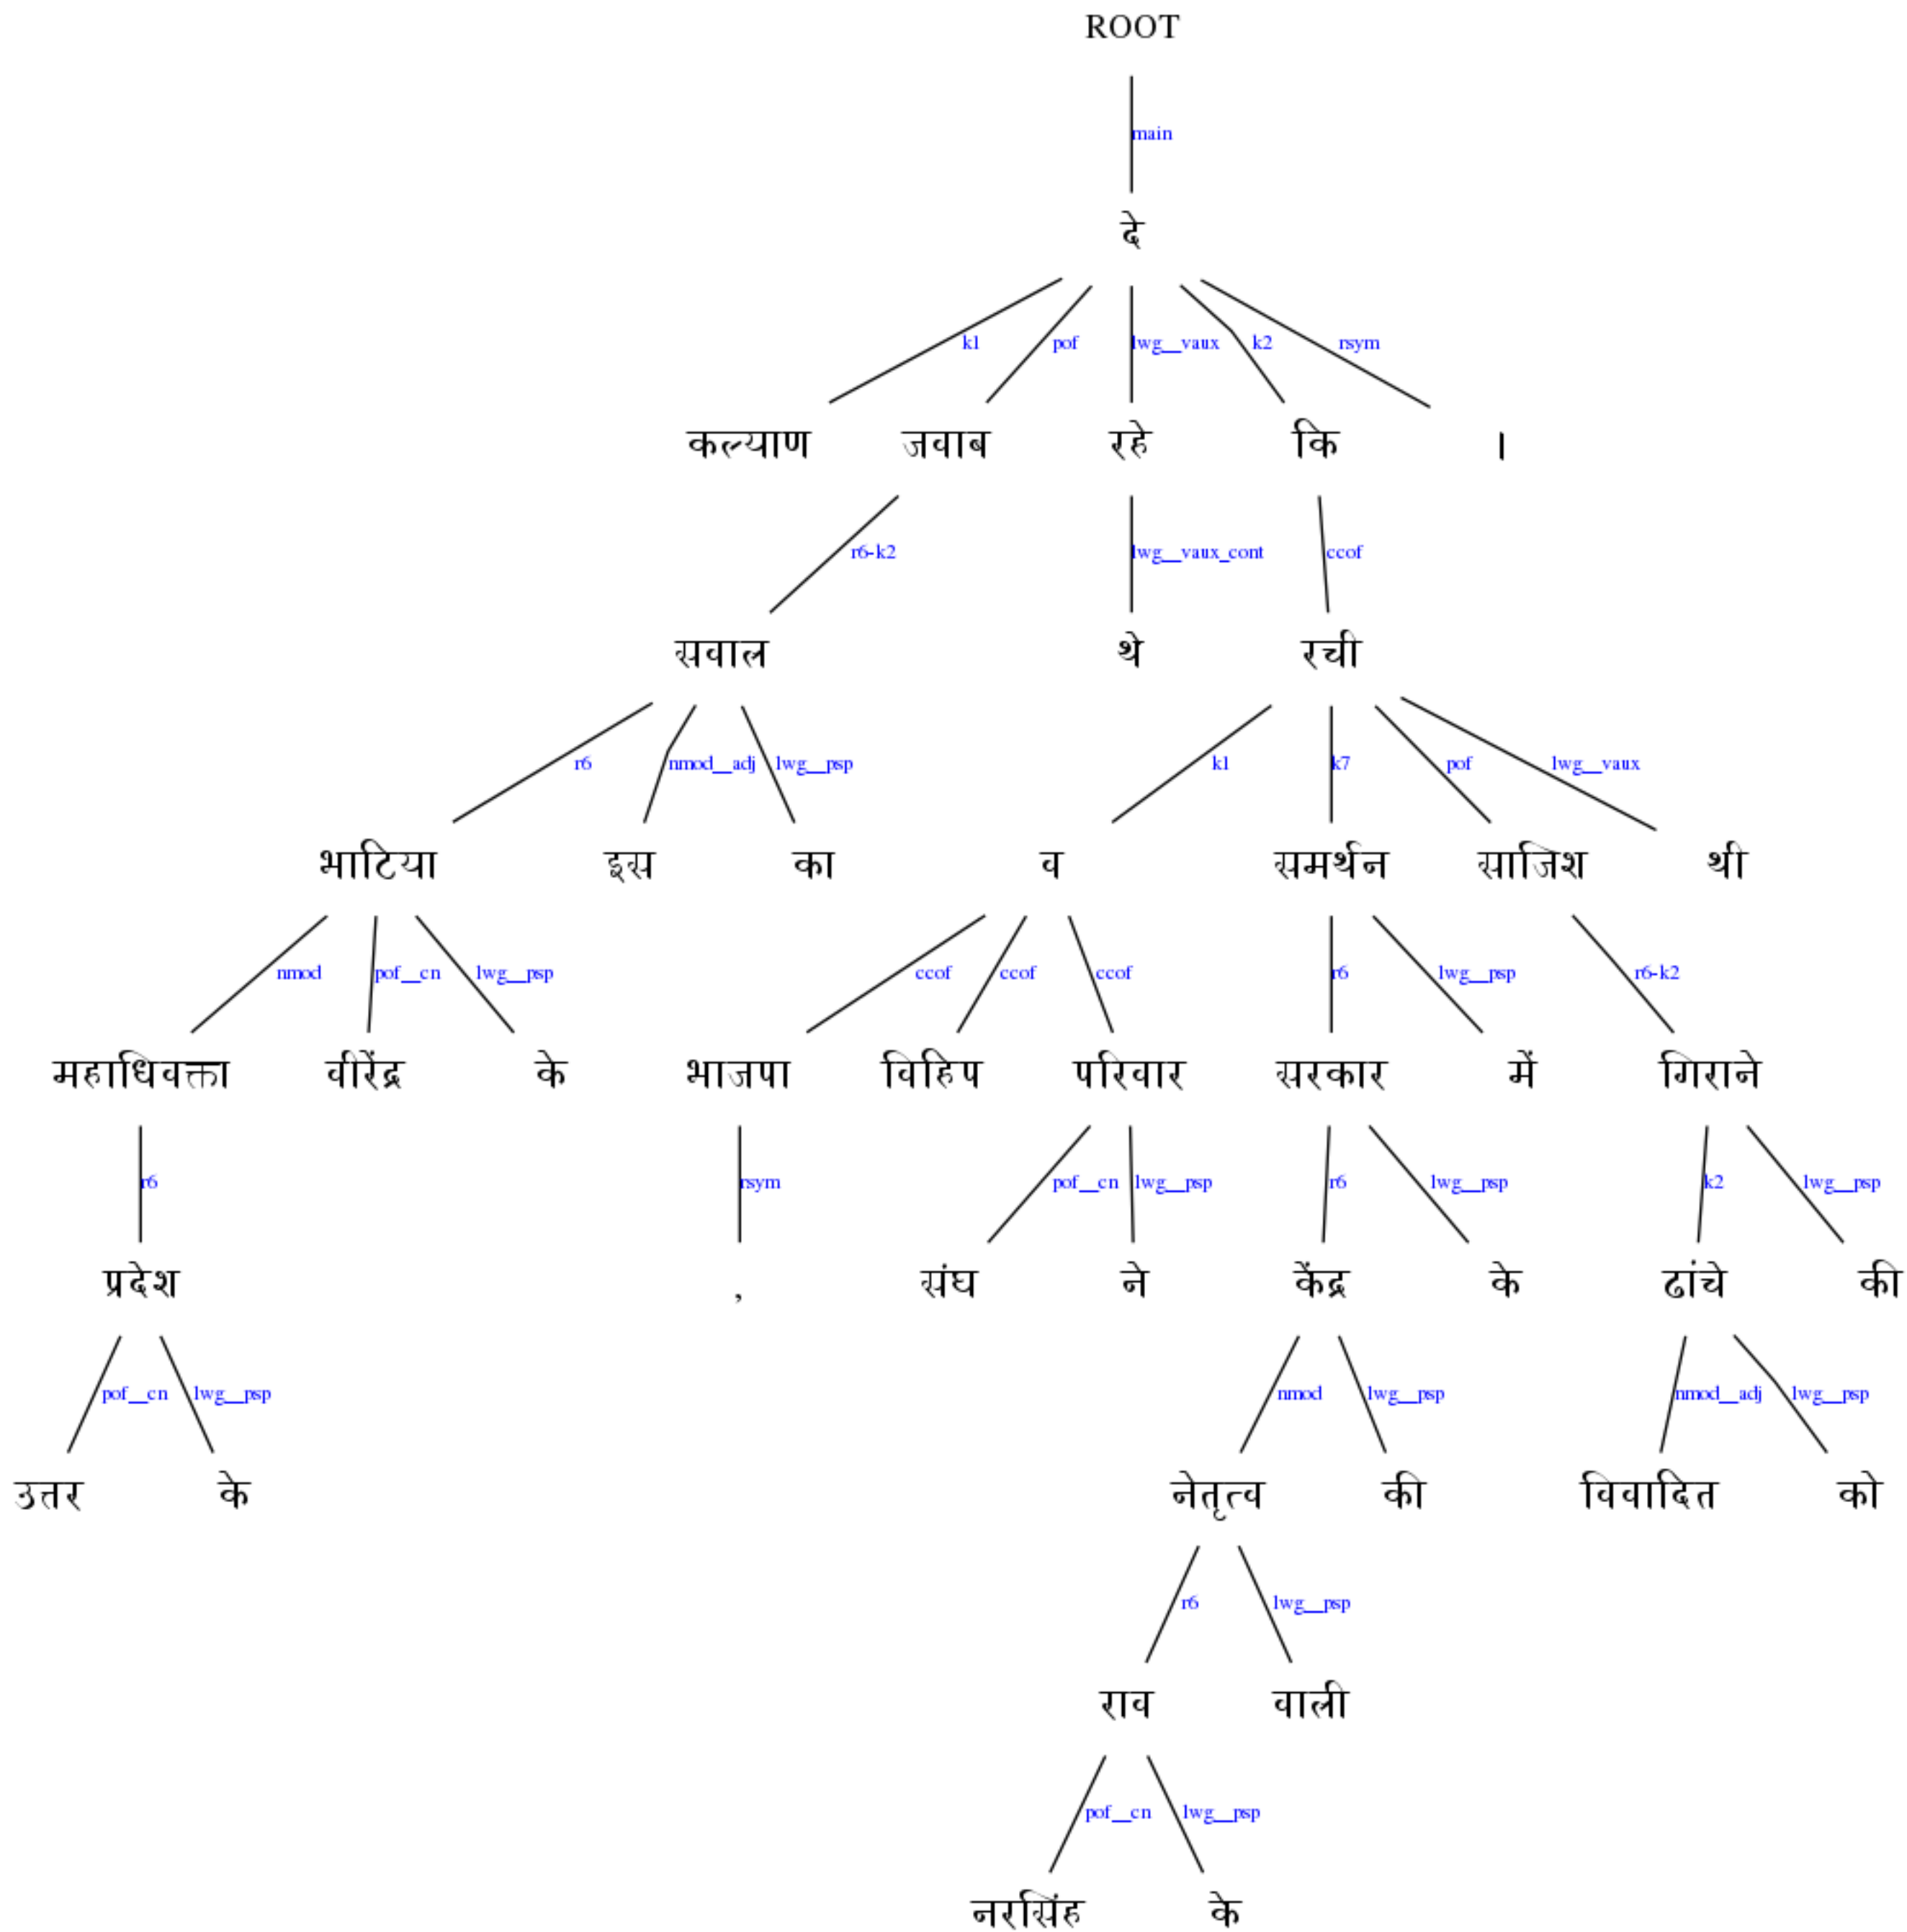 ROOT
main
दे
k1 pof lwg__vaux k2 rsym
कल्याण जवाब रहे कि ।
r6-k2 lwg__vaux_cont ccof
सवाल थे रची
r6 nmod__adj lwg__psp k1 k7 pof lwg__vaux
भाटिया इस का व समर्थन साजिश थी
nmod pof__cn lwg__psp ccof ccof ccof r6 lwg__psp r6-k2
महाधिवक्ता वीरेंद्र के भाजपा विहिप परिवार सरकार में गिराने
r6 rsym pof__cn lwg__psp r6 lwg__psp k2 lwg__psp
प्रदेश , संघ ने केंद्र के ढांचे की
pof__cn lwg__psp nmod lwg__psp nmod__adj lwg__psp
उत्तर के नेतृत्व की विवादित को
r6 lwg__psp
राव वाली
pof__cn lwg__psp
नरसिंह के